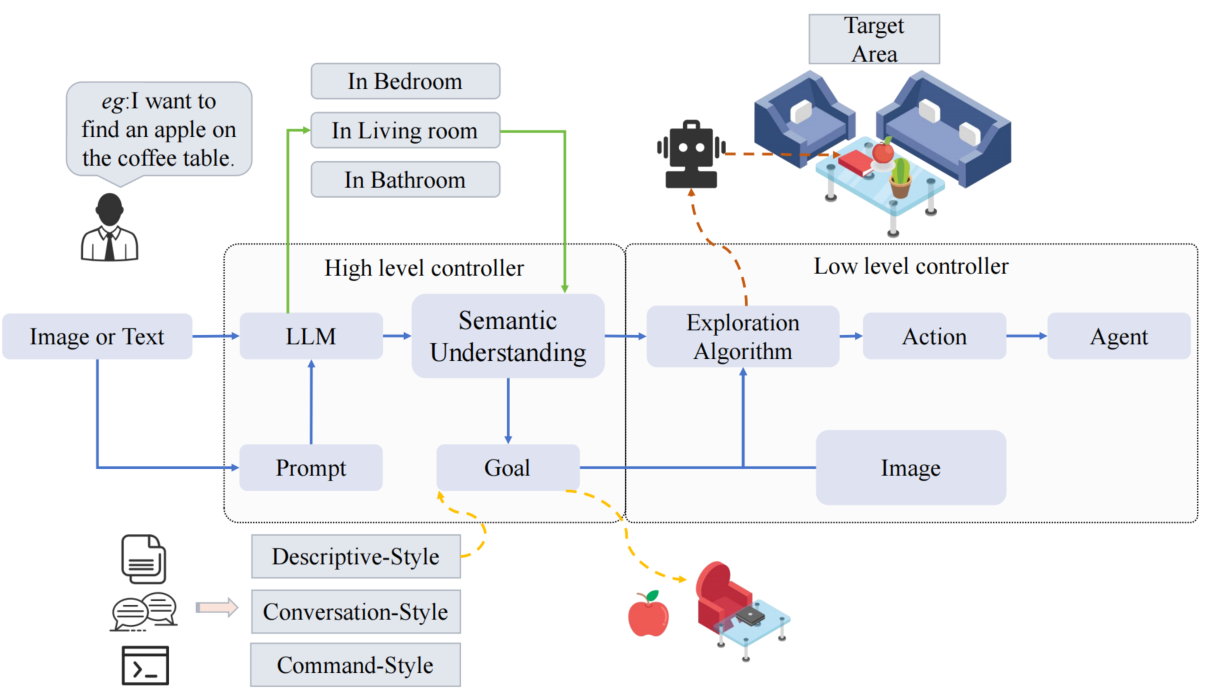 Target
Area
In Bedroom
eg:I want to
find an apple on
the coffee table.
In Living room
In Bathroom
High level controller
Low level controller
Image or Text
LLM
Semantic
Understanding
Exploration
Algorithm
Action
Agent
Prompt
Goal
Image
Descriptive-Style
Conversation-Style
Command-Style